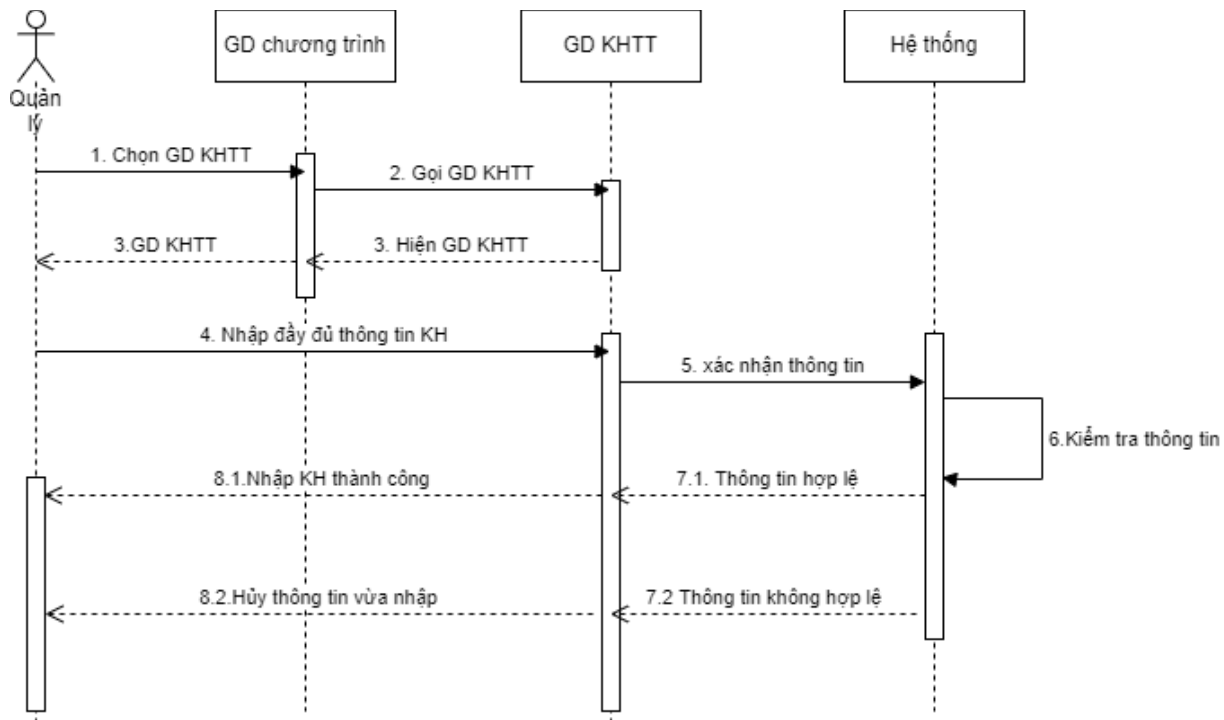 GD chương trình
GD KHTT
Hệ thống
Quản
lý
1. Chọn GD KHTT
2. Gọi GD KHTT
3.GD KHTT
3. Hiện GD KHTT
4. Nhập đầy đủ thông tin KH
5. xác nhận thông tin
6.Kiểm tra thông tin
8.1.Nhập KH thành công
7.1. Thông tin hợp lệ
8.2.Hủy thông tin vừa nhập
7.2 Thông tin không hợp lệ